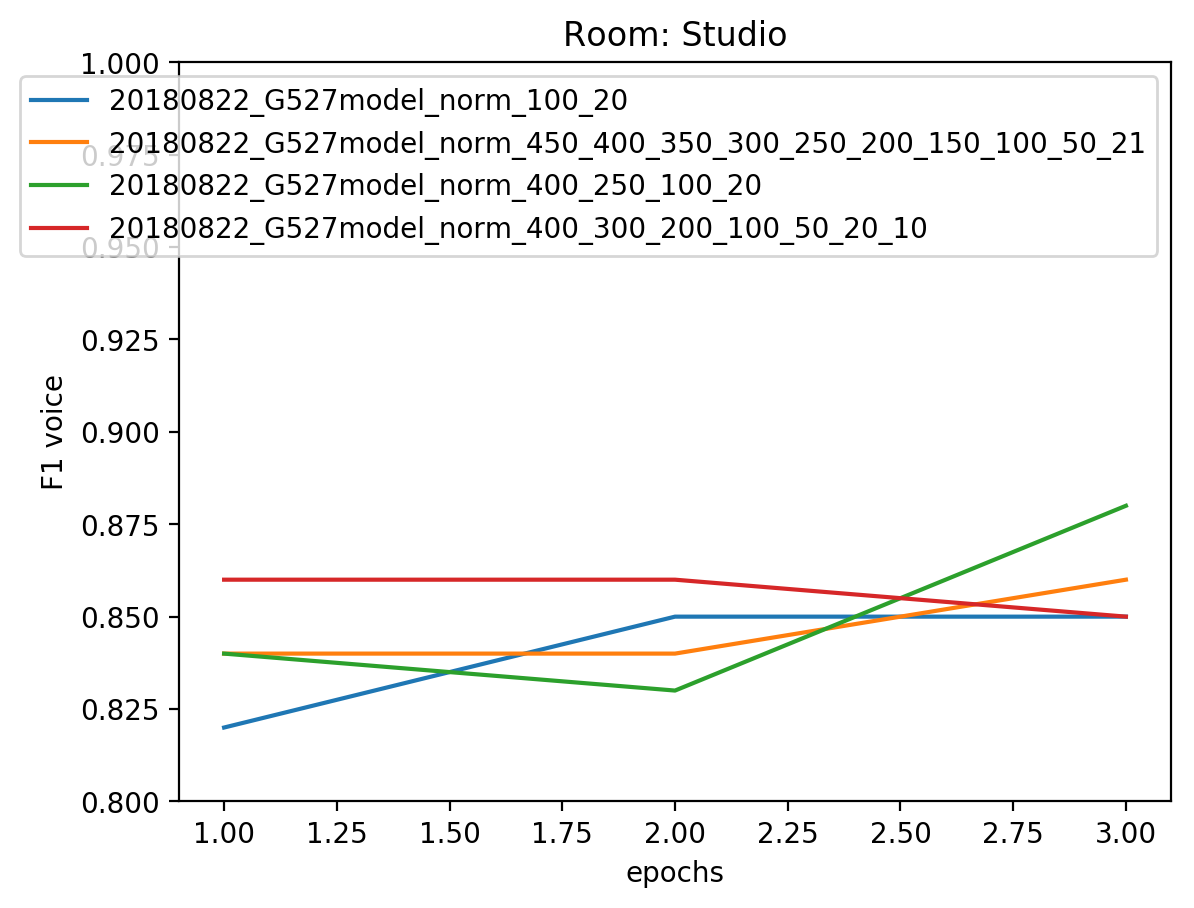 Room: Studio
1.000
0.975
0.950
0.925
0.900
0.875
0.850
0.825
0.800
F1 voice
20180822_G527model_norm_100_20
20180822_G527model_norm_450_400_350_300_250_200_150_100_50_21
20180822_G527model_norm_400_250_100_20
20180822_G527model_norm_400_300_200_100_50_20_10
1.00 1.25 1.50 1.75 2.00 2.25 2.50 2.75 3.00
epochs